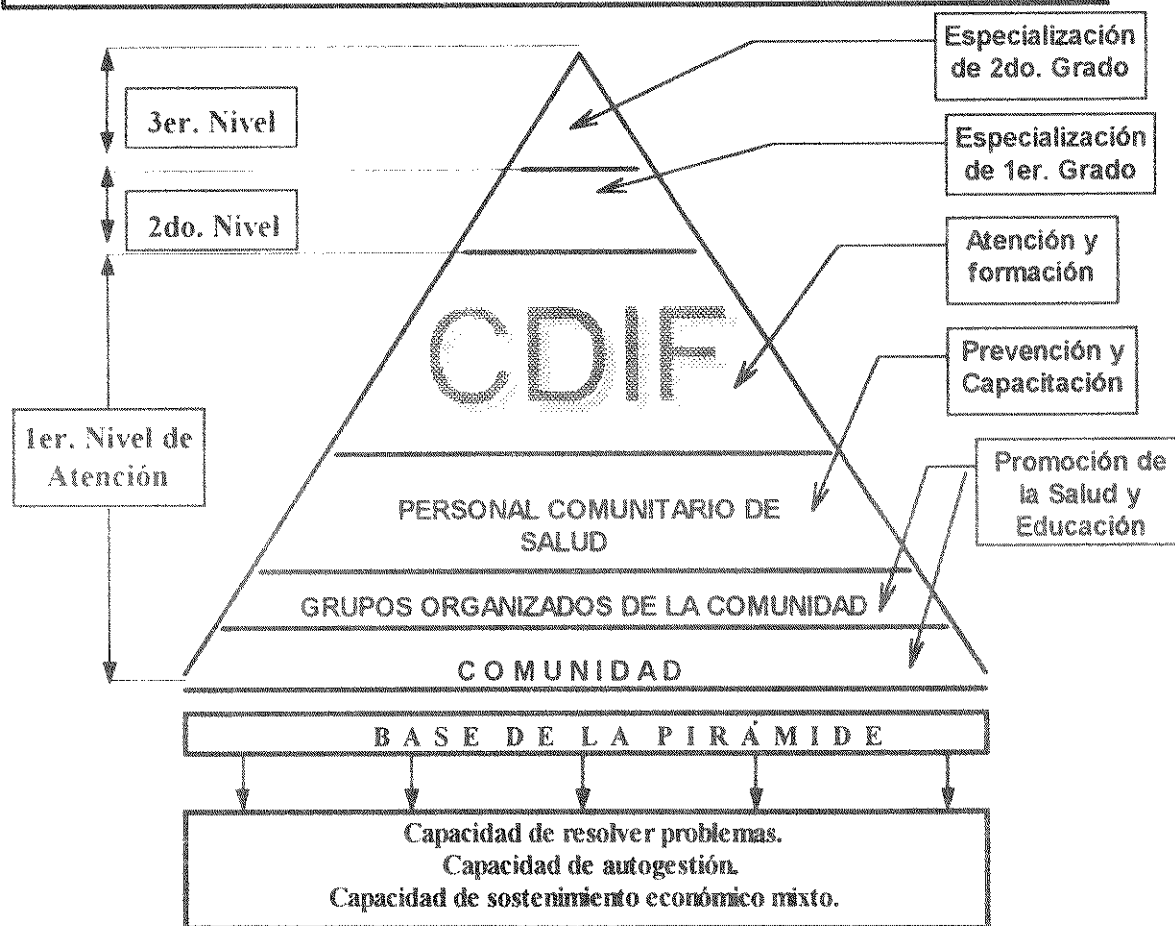 Especialización
de 2do. Grado
3er. Nivel
Especialización
de 1er. Grado
2do. Nivel
Atención y
formación
CDIF
Prevención y
Capacitación
1er. Nivel de
Atención
Promoción de
la Salud y
Educación
PERSONAL COMUNITARIO DE
SALUD
GRUPOS ORGANIZADOS DE LA COMUNIDAD
COMUNIDAD
BASE DE LA PIRÁMIDE
Capacidad de resolver problemas.
Capacidad de autogestión.
Capacidad de sostenimiento económico mixto.